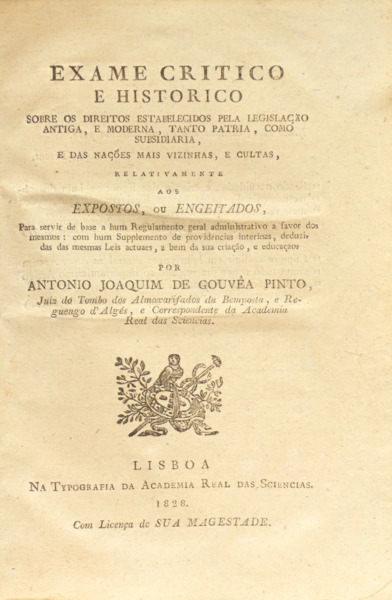 EXAME CRITICO
E HISTORICO
SOBRE OS DIREITOS ESTABELECIDOS PELA LEGISLAÇÃO
ANTIGA, E MODERNA, TANTO PATRIA, COMO
SUBSIDIARIA,
E DAS NAÇÕES MAIS VIZINHAS, E CULTAS,
RELATIVAMENTE
AOS
EXPOSTOS, OU ENGEITADOS,
Para servir de base a hum Regulamento geral administrativo a favor dos
mesmos: com hum Supplemento de providencias interinas, deduzi-
das das mesmas Leis actuaes, a bem da sua criação, e educação:
POR
ANTONIO JOAQUIM DE GOUVÊA PINTO,
Juiz do Tombo dos Almoxarifados da Bemposta, e Re-
guengo d'Algés, e Correspondente da Academia
Real das Sciencias.
LISBOA
NA TYPOGRAFIA DA ACADEMIA REAL DAS SCIENCIAS.
1828.
Com Licença de SUA MAGESTADE.